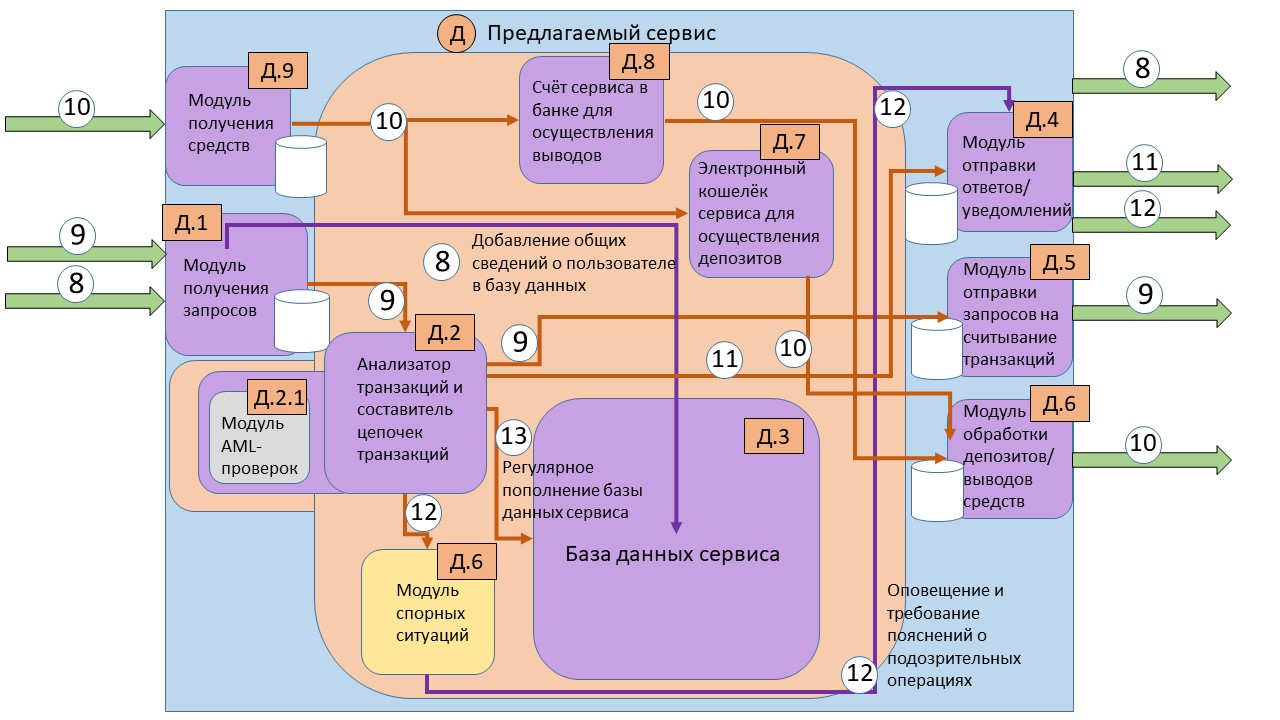 Д
Предлагаемый сервис
10
Д.9
Модуль
получения
средств
10
Д.8
Счёт сервиса в
банке для
осуществления
выводов
10
Д.7
Электронный
кошелёк
сервиса для
осуществления
депозитов
12
Д.4
Модуль
отправки
ответов/
уведомлений
8
11
12
9
8
Д.1
Модуль
получения
запросов
8
Добавление общих
сведений о пользователе
в базу данных
9
Д.2
Анализатор
транзакций и
составитель
цепочек
транзакций
Д.2.1
Модуль
AML-
проверок
9
11
10
Д.5
Модуль
отправки
запросов на
считывание
транзакций
9
Д.6
Модуль
обработки
депозитов/
выводов
средств
10
13
Регулярное
пополнение базы
данных сервиса
Д.3
База данных сервиса
12
Д.6
Модуль
спорных
ситуаций
12
Оповещение и
требование
пояснений о
подозрительных
операциях